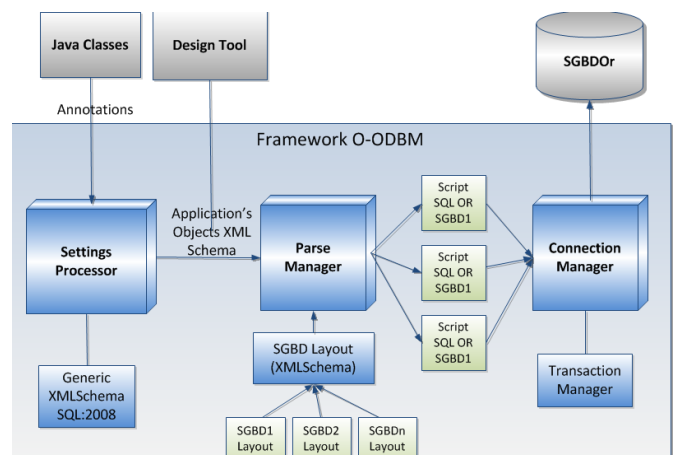 Java Classes
Design Tool
SGBDOr
Annotations
Framework O-ODBM
Settings
Processor
Application's
Objects XML
Schema
Parse
Manager
Script
SQL OR
SGBD1
Script
SQL OR
SGBD1
Script
SQL OR
SGBD1
Connection
Manager
Generic
XMLSchema
SQL:2008
SGBD Layout
(XMLSchema)
Transaction
Manager
SGBD1
Layout
SGBD2
Layout
SGBDn
Layout